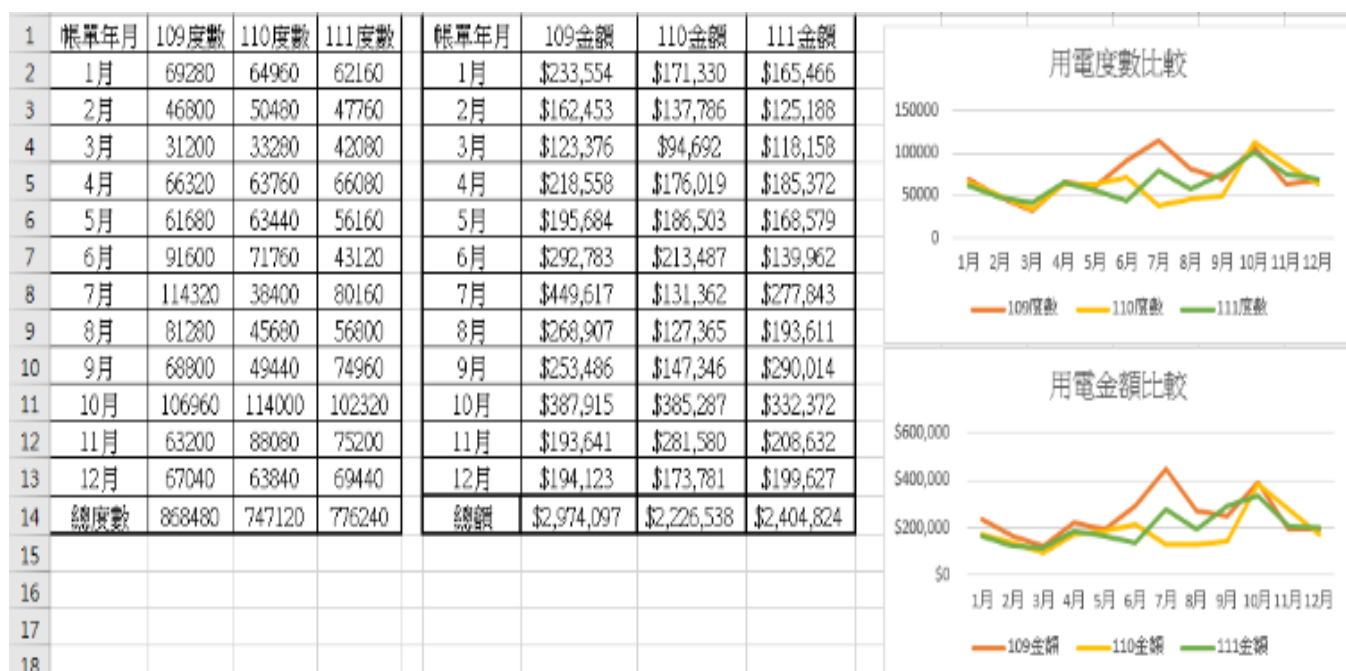 1 帳單年月 109度數 110度數 111度數 帳單年月 109金額 110金額 111金額
2 1月 69280 64960 62160 1月 $233,554 $171,330 $165,466
3 2月 46800 50480 47760 2月 $162,453 $137,786 $125,188
4 3月 31200 33280 42080 3月 $123,376 $94,692 $118,158
5 4月 66320 63760 66080 4月 $218,558 $176,019 $185,372
6 5月 61680 63440 56160 5月 $195,684 $186,503 $168,579
7 6月 91600 71760 43120 6月 $292,783 $213,487 $139,962
8 7月 114320 38400 80160 7月 $449,617 $131,362 $277,843
9 8月 81280 45680 56800 8月 $268,907 $127,365 $193,611
10 9月 68800 49440 74960 9月 $253,486 $147,346 $290,014
11 10月 106960 114000 102320 10月 $387,915 $385,287 $332,372
12 11月 63200 88080 75200 11月 $193,641 $281,580 $208,632
13 12月 67040 63840 69440 12月 $194,123 $173,781 $199,627
14 總度數 868480 747120 776240 總額 $2,974,097 $2,226,538 $2,404,824
15
16
17
18
用電度數比較
150000
100000
50000
0
1月 2月 3月 4月 5月 6月 7月 8月 9月 10月 11月 12月
109度數 110度數 111度數
用電金額比較
$600,000
$400,000
$200,000
$0
1月 2月 3月 4月 5月 6月 7月 8月 9月 10月 11月 12月
109金額 110金額 111金額